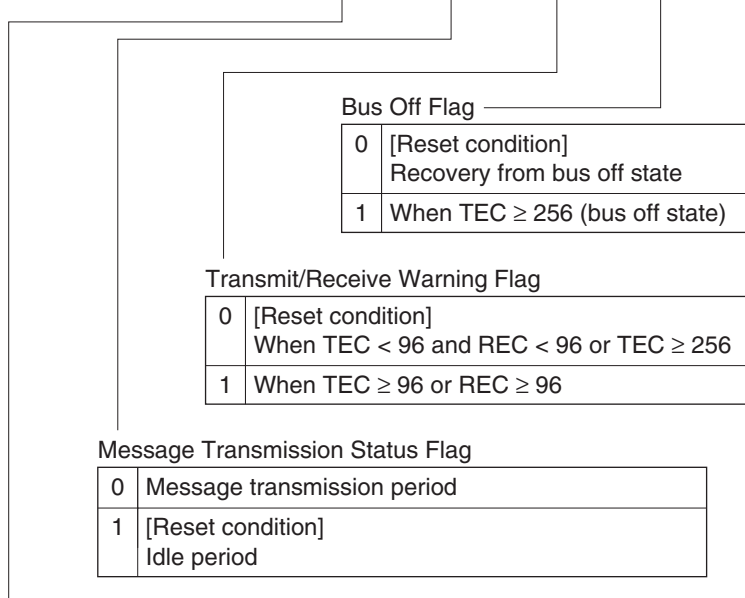 Bus Off Flag
0 [Reset condition]
Recovery from bus off state
1 When TEC ≥ 256 (bus off state)
Transmit/Receive Warning Flag
0 [Reset condition]
When TEC < 96 and REC < 96 or TEC ≥ 256
1 When TEC ≥ 96 or REC ≥ 96
Message Transmission Status Flag
0 Message transmission period
1 [Reset condition]
Idle period